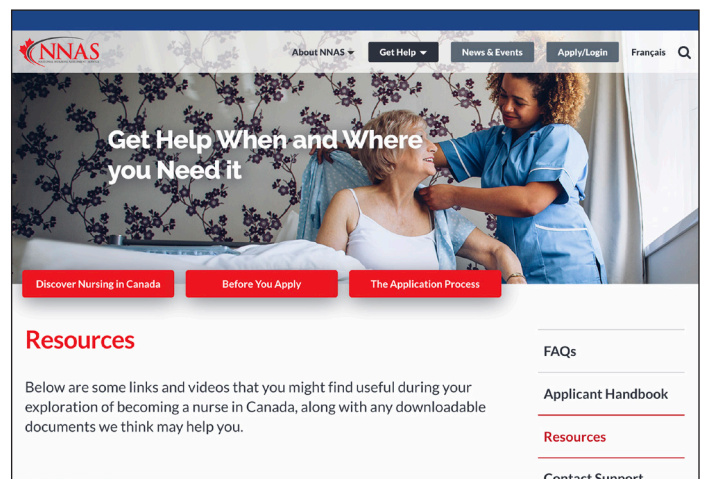 NNAS
About NNAS
Get Help
News & Events
Apply/Login
Français
Get Help When and Where
you Need it
Discover Nursing in Canada
Before You Apply
The Application Process
Resources
Below are some links and videos that you might find useful during your
exploration of becoming a nurse in Canada, along with any downloadable
documents we think may help you.
FAQs
Applicant Handbook
Resources
Contact Support